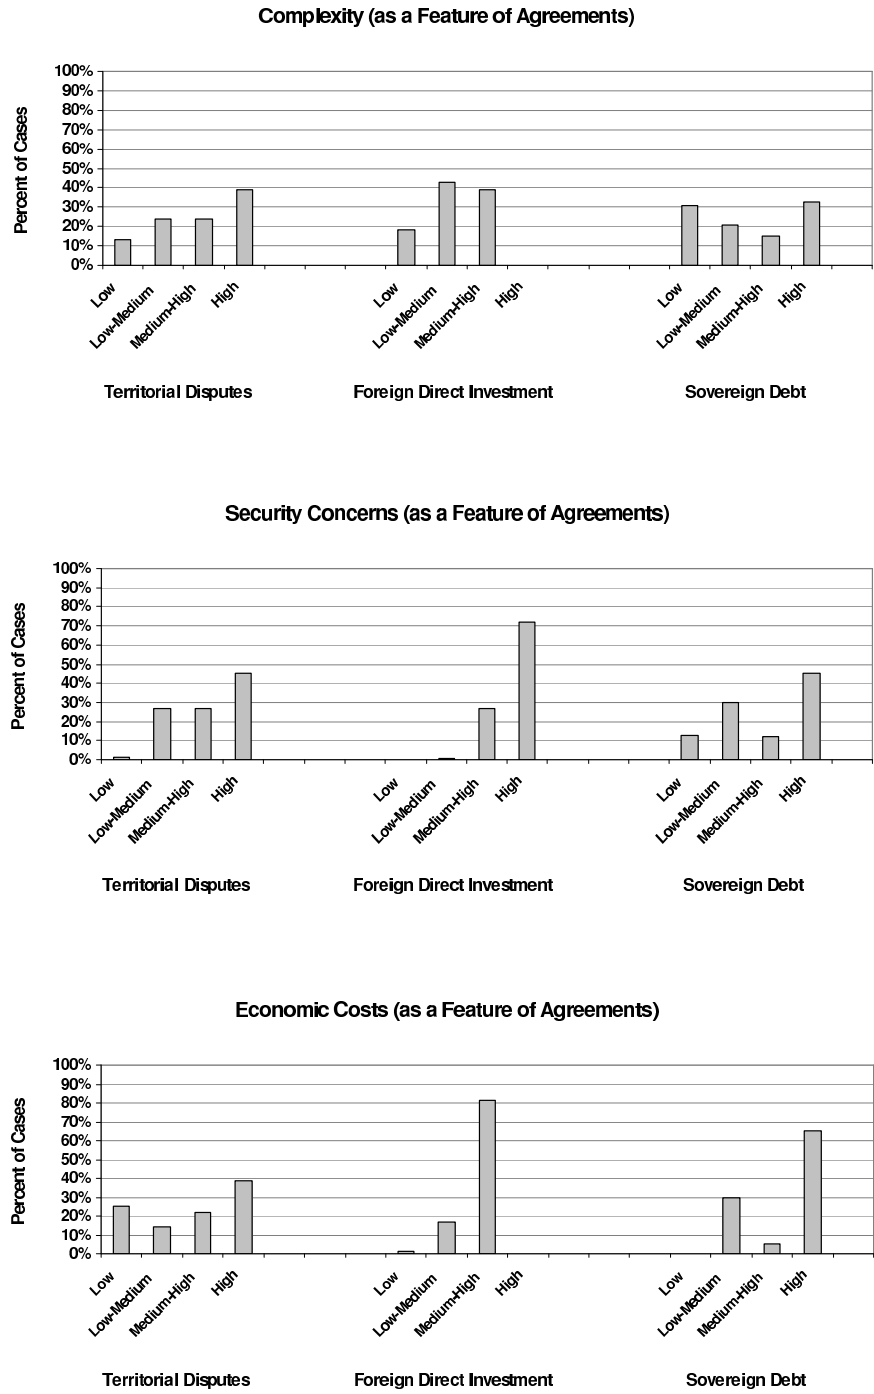 Complexity (as a Feature of Agreements)
Percent of Cases
100%
90%
80%
70%
60%
50%
40%
30%
20%
10%
0%
Low
Low-Medium
Medium-High
High
Low
Low-Medium
Medium-High
High
Low
Low-Medium
Medium-High
High
Territorial Disputes
Foreign Direct Investment
Sovereign Debt
Security Concerns (as a Feature of Agreements)
Percent of Cases
100%
90%
80%
70%
60%
50%
40%
30%
20%
10%
0%
Low
Low-Medium
Medium-High
High
Low
Low-Medium
Medium-High
High
Low
Low-Medium
Medium-High
High
Territorial Disputes
Foreign Direct Investment
Sovereign Debt
Economic Costs (as a Feature of Agreements)
Percent of Cases
100%
90%
80%
70%
60%
50%
40%
30%
20%
10%
0%
Low
Low-Medium
Medium-High
High
Low
Low-Medium
Medium-High
High
Low
Low-Medium
Medium-High
High
Territorial Disputes
Foreign Direct Investment
Sovereign Debt